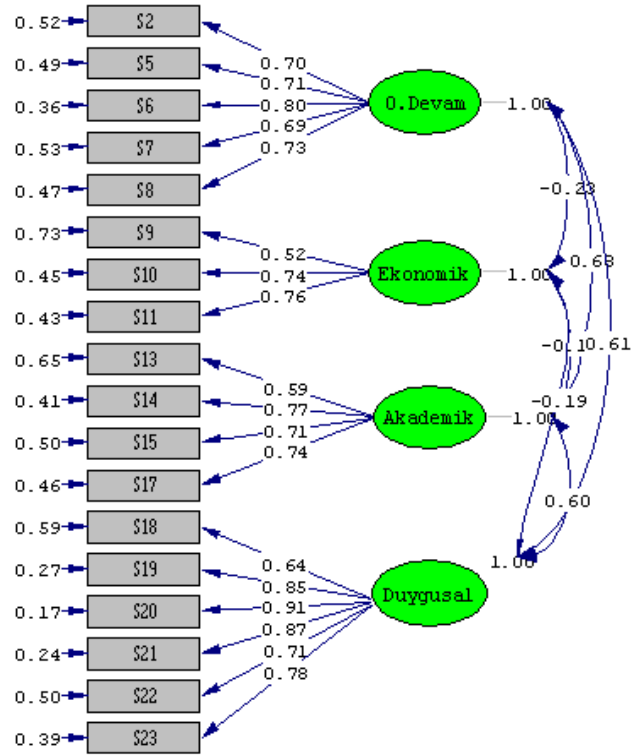 0.52 S2
0.49 S5
0.36 S6
0.53 S7
0.47 S8
0.73 S9
0.45 S10
0.43 S11
0.65 S13
0.41 S14
0.50 S15
0.46 S17
0.59 S18
0.27 S19
0.17 S20
0.24 S21
0.50 S22
0.39 S23
0.70
0.71
0.80
0.69
0.73
0.52
0.74
0.76
0.59
0.77
0.71
0.74
0.64
0.85
0.91
0.87
0.71
0.78
O.Devam 1.00
Ekonomik 1.00
Akademik 1.00
Duygusal 1.00
-0.23
0.68
-0.1
0.61
-0.19
0.60